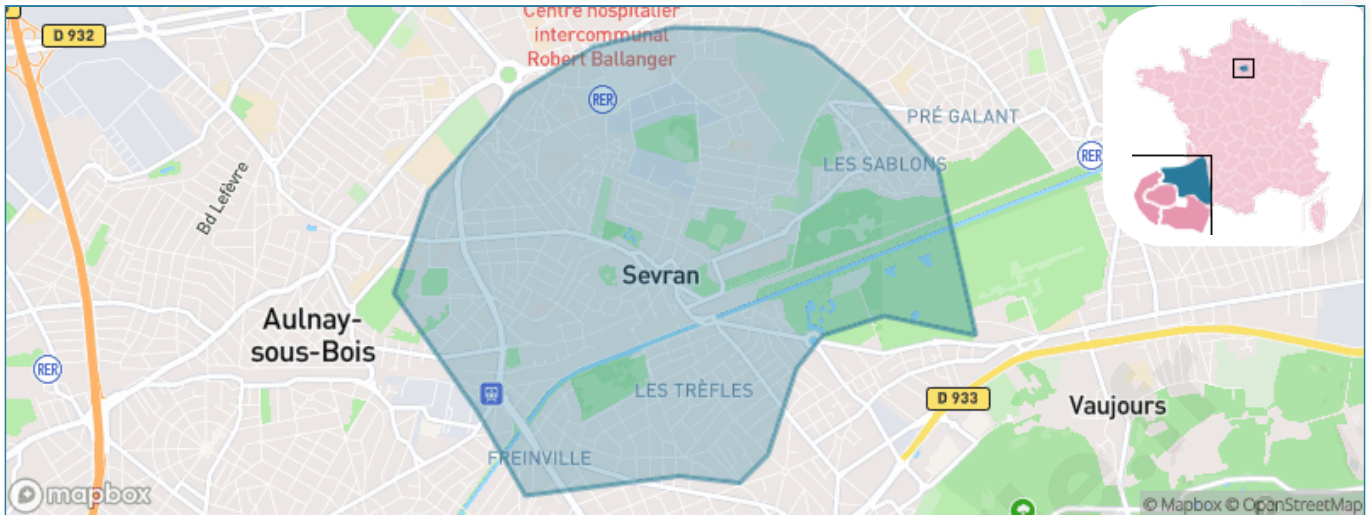 D 932
Centre hospitalier
intercommunal
Robert Ballanger
RER
PRÉ GALANT
RER
LES SABLONS
Bd Lefèvre
Sevran
Aulnay-
sous-Bois
RER
LES TRÈFLES
D 933
Vaujours
FREINVILLE
mapbox
© Mapbox © OpenStreetMap